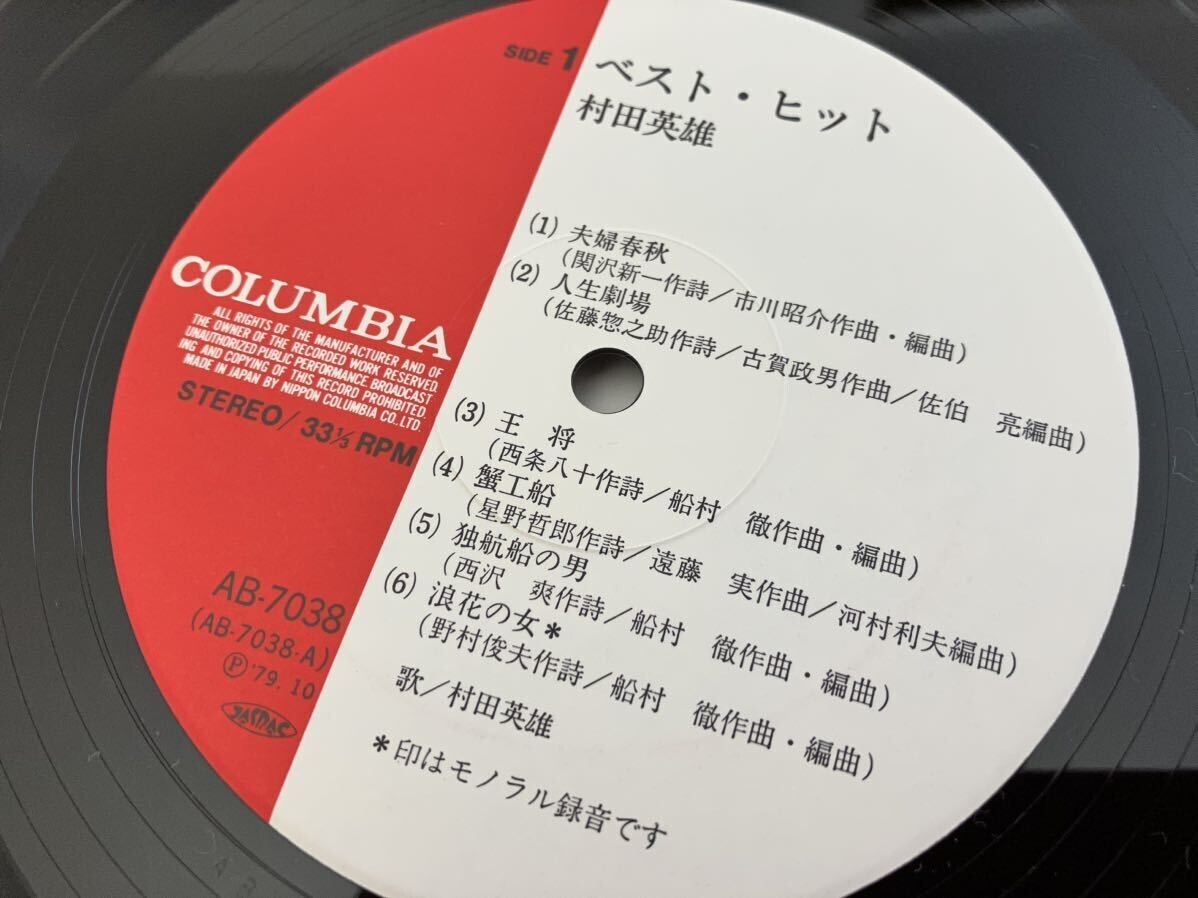 SIDE 1
ベスト・ヒット
村田英雄
(1) 夫婦春秋
(関沢新一作詩/市川昭介作曲・編曲)
(2) 人生劇場
(佐藤惣之助作詩/古賀政男作曲/佐伯 亮編曲)
(3) 王 将
(西条八十作詩/船村 徹作曲・編曲)
(4) 蟹工船
(星野哲郎作詩/遠藤 実作曲/河村利夫編曲)
(5) 独航船の男
(西沢 爽作詩/船村 徹作曲・編曲)
(6) 浪花の女*
(野村俊夫作詩/船村 徹作曲・編曲)
歌/村田英雄
*印はモノラル録音です
COLUMBIA
ALL RIGHTS OF THE MANUFACTURER AND OF
THE OWNER OF THE RECORDED WORK RESERVED.
UNAUTHORIZED PUBLIC PERFORMANCE BROADCAST-
ING AND COPYING OF THIS RECORD PROHIBITED.
MADE IN JAPAN BY NIPPON COLUMBIA CO., LTD.
STEREO/33⅓ RPM
AB-7038
(AB-7038-A)
Ⓟ'79. 10
JASRAC